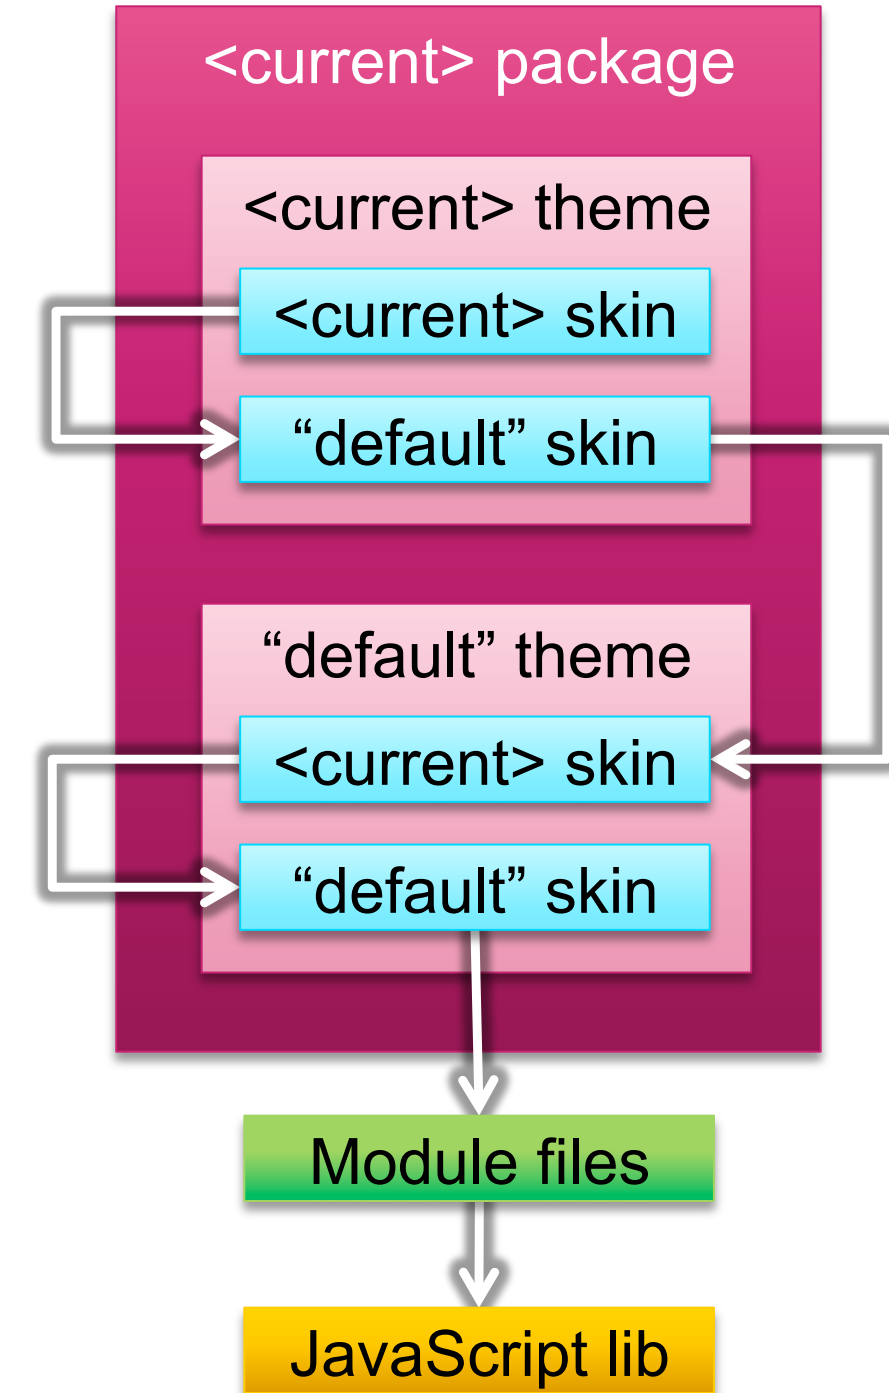 <current> package
<current> theme
<current> skin
“default” skin
“default” theme
<current> skin
“default” skin
Module files
JavaScript lib